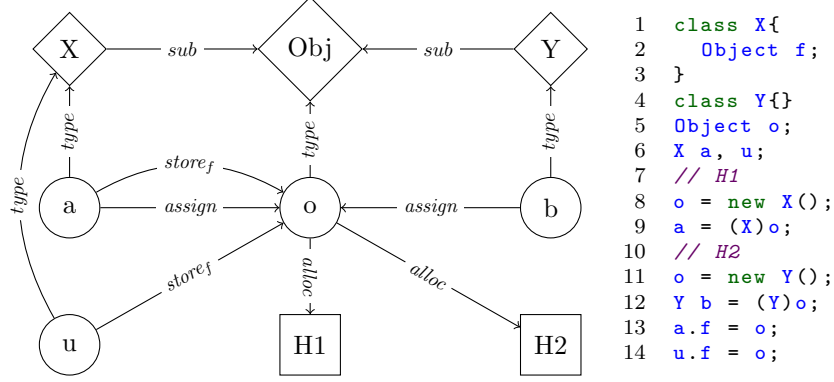 X sub Obj sub Y
type type type type
store_f
a assign o assign b
store_f alloc alloc
u H1 H2
1 class X{
2 Object f;
3 }
4 class Y{}
5 Object o;
6 X a, u;
7 // H1
8 o = new X();
9 a = (X)o;
10 // H2
11 o = new Y();
12 Y b = (Y)o;
13 a.f = o;
14 u.f = o;